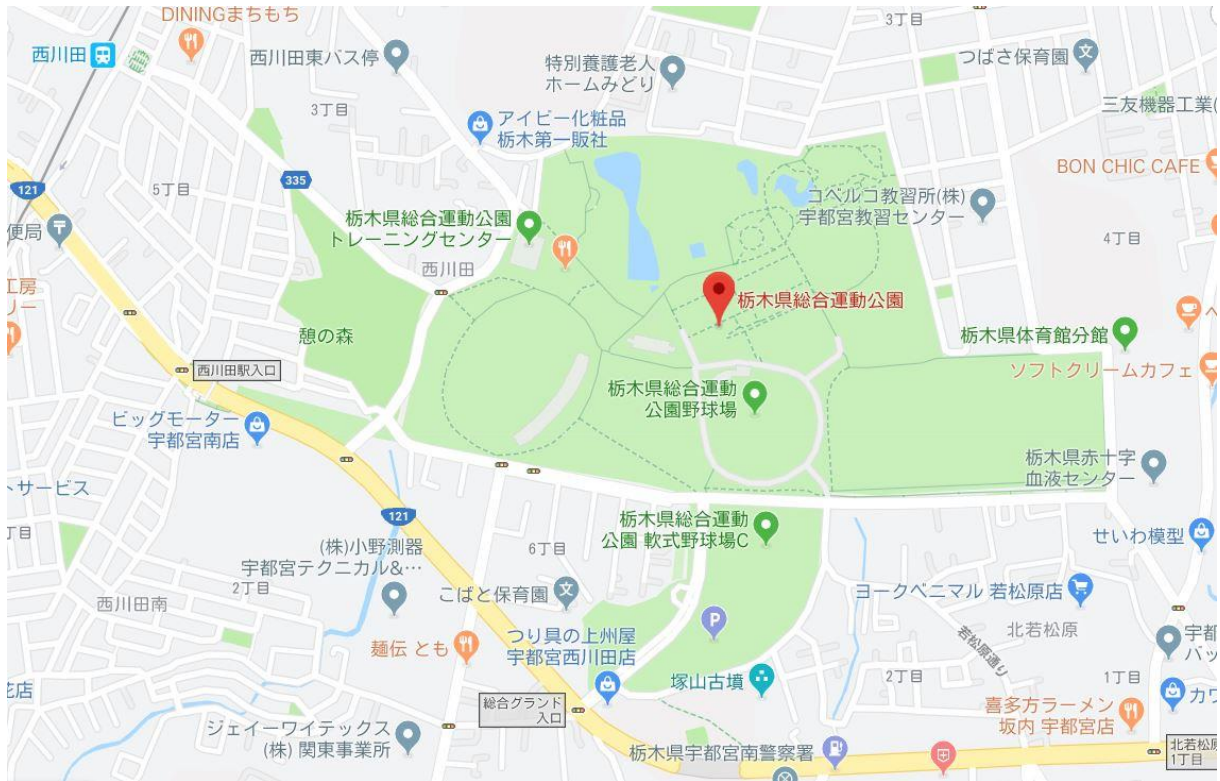 DININGまちもち
西川田
西川田東バス停
3丁目
特別養護老人
ホームみどり
3丁目
つばさ保育園
三友機器工業(
アイビー化粧品
栃木第一販社
BON CHIC CAFE
121
5丁目
335
コベルコ教習所(株)
宇都宮教習センター
便局
栃木県総合運動公園
トレーニングセンター
西川田
4丁目
工房
リー
憩の森
栃木県総合運動公園
栃木県体育館分館
ソフトクリームカフェ
西川田駅入口
栃木県総合運動
公園野球場
ビッグモーター
宇都宮南店
栃木県赤十字
血液センター
トサービス
121
丁目
(株)小野測器
宇都宮テクニカル&…
2丁目
6丁目
栃木県総合運動
公園 軟式野球場C
せいわ模型
西川田南
こばと保育園
ヨークベニマル 若松原店
P
北若松原
若松原通り
宇都
バッ
麺伝 とも
つり具の上州屋
宇都宮西川田店
塚山古墳
2丁目
1丁目
カワ
花店
総合グランド
入口
喜多方ラーメン
坂内 宇都宮店
ジェイーワイテックス
(株) 関東事業所
栃木県宇都宮南警察署
北若松原
1丁目